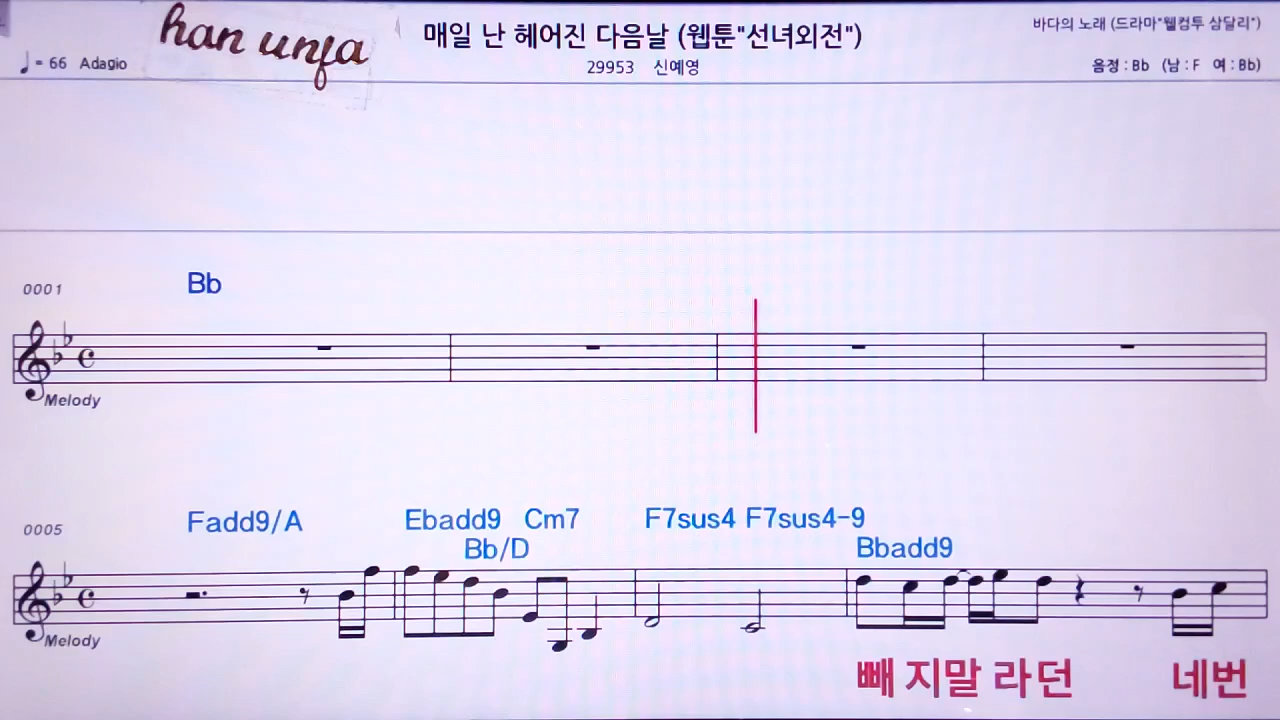 han unfa
매일 난 헤어진 다음날 (웹툰"선녀외전")
바다의 노래 (드라마"웰컴투 삼달리")
♩ = 66 Adagio
29953 신예영
음정 : Bb (남 : F 여 : Bb)
0001
Bb
Melody
0005
Fadd9/A
Ebadd9 Cm7
F7sus4 F7sus4-9
Bb/D
Bbadd9
Melody
빼 지말 라던 네번